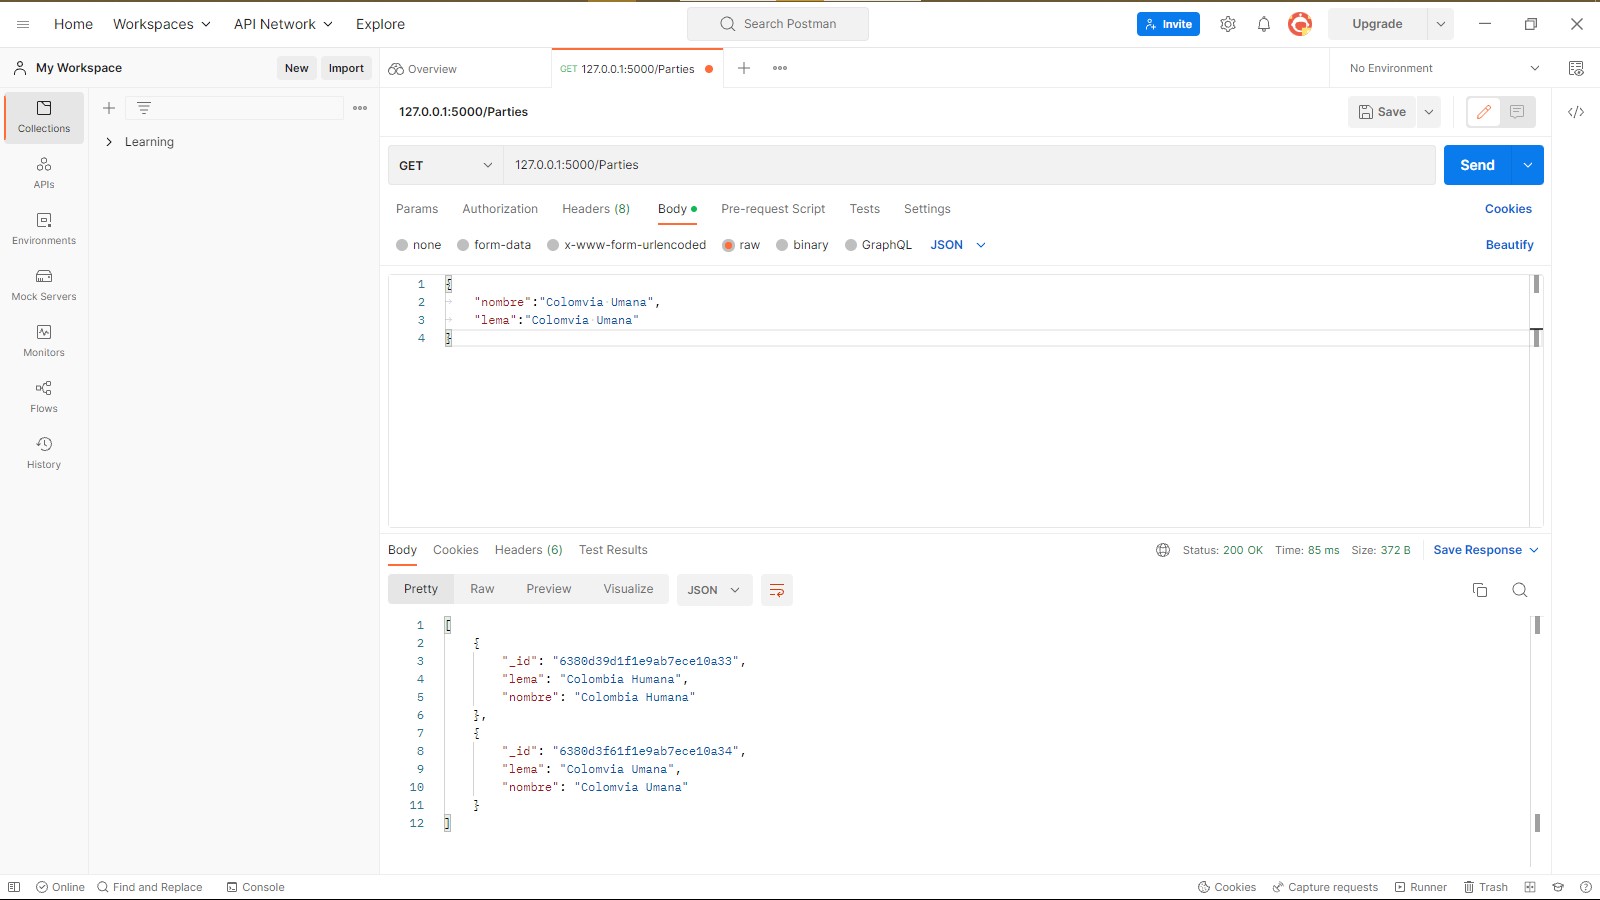 Home Workspaces API Network Explore Search Postman Invite Upgrade
My Workspace New Import Overview GET 127.0.0.1:5000/Parties No Environment
Collections
APIs
Environments
Mock Servers
Monitors
Flows
History
Learning
127.0.0.1:5000/Parties Save
GET 127.0.0.1:5000/Parties Send
Params Authorization Headers (8) Body Pre-request Script Tests Settings Cookies
none form-data x-www-form-urlencoded raw binary GraphQL JSON Beautify
1 {
2 "nombre":"Colomvia Umana",
3 "lema":"Colomvia Umana"
4 }
Body Cookies Headers (6) Test Results Status: 200 OK Time: 85 ms Size: 372 B Save Response
Pretty Raw Preview Visualize JSON
1 [
2 {
3 "_id": "6380d39d1f1e9ab7ece10a33",
4 "lema": "Colombia Humana",
5 "nombre": "Colombia Humana"
6 },
7 {
8 "_id": "6380d3f61f1e9ab7ece10a34",
9 "lema": "Colomvia Umana",
10 "nombre": "Colomvia Umana"
11 }
12 ]
Online Find and Replace Console Cookies Capture requests Runner Trash